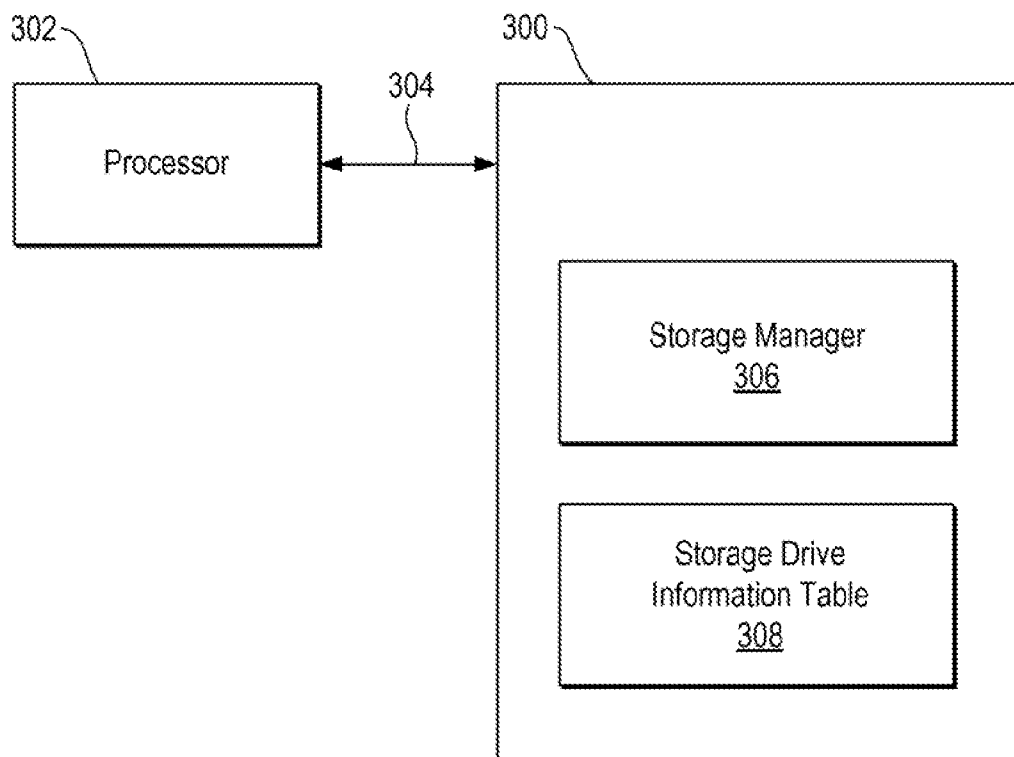 302
300
304
Processor
Storage Manager
306
Storage Drive
Information Table
308